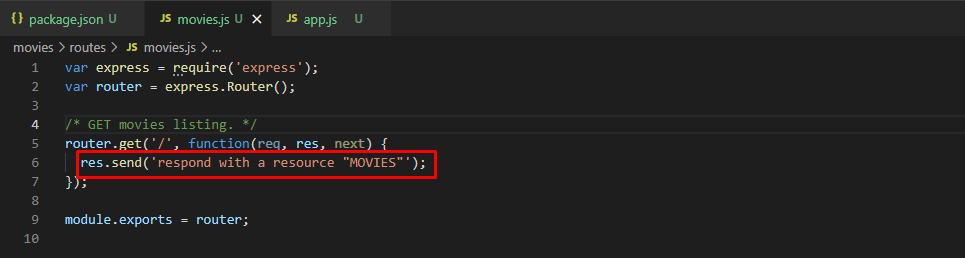 {} package.json U JS movies.js U × JS app.js U
movies > routes > JS movies.js > ...
1 var express = require('express');
2 var router = express.Router();
3
4 /* GET movies listing. */
5 router.get('/', function(req, res, next) {
6 res.send('respond with a resource "MOVIES"');
7 });
8
9 module.exports = router;
10